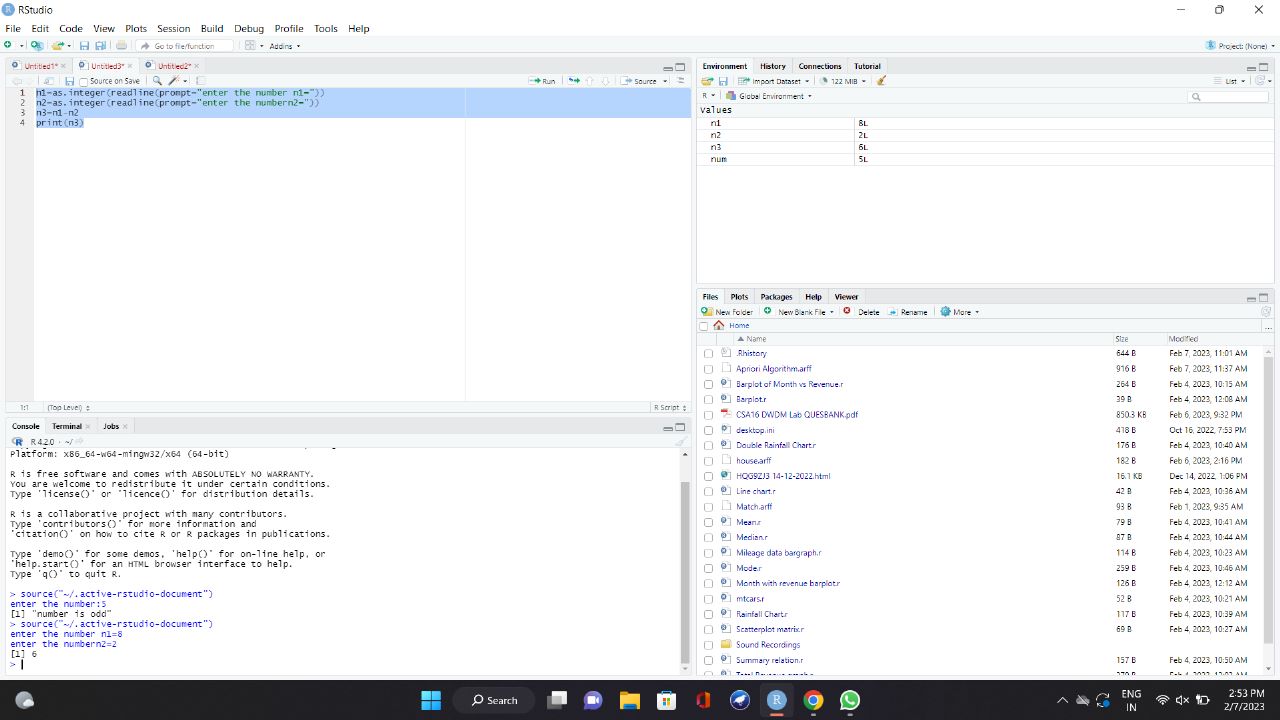 RStudio
File Edit Code View Plots Session Build Debug Profile Tools Help
Go to file/function Addins Project: (None)
Untitled1* Untitled3* Untitled2*
Source on Save Run Source
1 n1=as.integer(readline(prompt="enter the number n1="))
2 n2=as.integer(readline(prompt="enter the numbern2="))
3 n3=n1-n2
4 print(n3)
1:1 (Top Level) R Script
Console Terminal Jobs
R 4.2.0 · ~/
Platform: x86_64-w64-mingw32/x64 (64-bit)
R is free software and comes with ABSOLUTELY NO WARRANTY.
You are welcome to redistribute it under certain conditions.
Type 'license()' or 'licence()' for distribution details.
R is a collaborative project with many contributors.
Type 'contributors()' for more information and
'citation()' on how to cite R or R packages in publications.
Type 'demo()' for some demos, 'help()' for on-line help, or
'help.start()' for an HTML browser interface to help.
Type 'q()' to quit R.
> source("~/.active-rstudio-document")
enter the number:5
[1] "number is odd"
> source("~/.active-rstudio-document")
enter the number n1=8
enter the numbern2=2
[1] 6
>
Environment History Connections Tutorial
Import Dataset 122 MiB List
R Global Environment
Values
n1 8L
n2 2L
n3 6L
num 5L
Files Plots Packages Help Viewer
New Folder New Blank File Delete Rename More
Home ...
Name Size Modified
.Rhistory 644 B Feb 7, 2023, 11:01 AM
Apriori Algorithm.arff 916 B Feb 7, 2023, 11:37 AM
Barplot of Month vs Revenue.r 264 B Feb 4, 2023, 10:15 AM
Barplot.r 39 B Feb 4, 2023, 12:08 AM
CSA16 DWDM Lab QUESBANK.pdf 850.3 KB Feb 6, 2023, 9:32 PM
desktop.ini 418 B Oct 16, 2022, 7:53 PM
Double Rainfall Chart.r 176 B Feb 4, 2023, 10:40 AM
house.arff 182 B Feb 6, 2023, 2:16 PM
HQG92J3 14-12-2022.html 16.1 KB Dec 14, 2022, 1:06 PM
Line chart.r 42 B Feb 4, 2023, 10:36 AM
Match.arff 93 B Feb 1, 2023, 9:35 AM
Mean.r 79 B Feb 4, 2023, 10:41 AM
Median.r 87 B Feb 4, 2023, 10:44 AM
Mileage data bargraph.r 114 B Feb 4, 2023, 10:23 AM
Mode.r 259 B Feb 4, 2023, 10:46 AM
Month with revenue barplot.r 126 B Feb 4, 2023, 12:12 AM
mtcars.r 52 B Feb 4, 2023, 10:21 AM
Rainfall Chart.r 117 B Feb 4, 2023, 10:39 AM
Scatterplot matrix.r 69 B Feb 4, 2023, 10:27 AM
Sound Recordings
Summary relation.r 157 B Feb 4, 2023, 10:50 AM
Search
ENG
IN
2:53 PM
2/7/2023